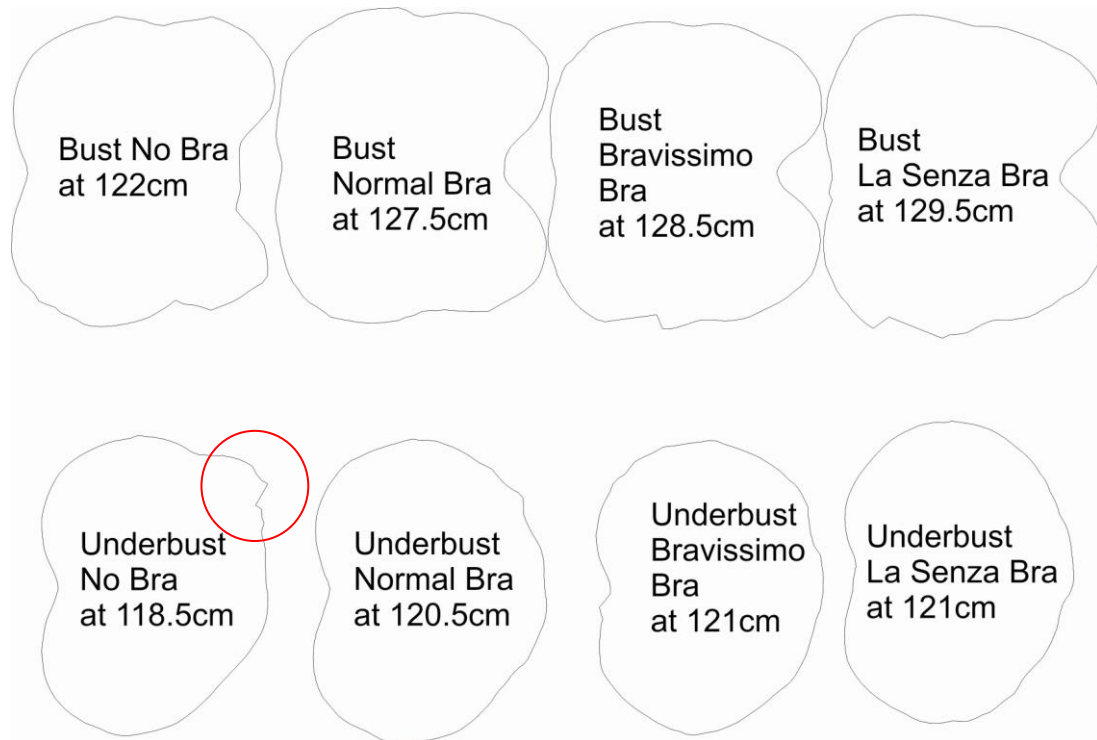 Bust No Bra
at 122cm
Bust
Normal Bra
at 127.5cm
Bust
Bravissimo
Bra
at 128.5cm
Bust
La Senza Bra
at 129.5cm
Underbust
No Bra
at 118.5cm
Underbust
Normal Bra
at 120.5cm
Underbust
Bravissimo
Bra
at 121cm
Underbust
La Senza Bra
at 121cm